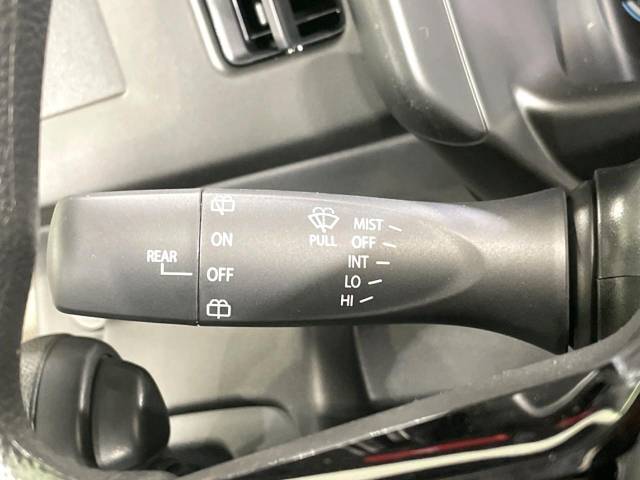 REAR
ON
OFF
PULL
MIST
OFF
INT
LO
HI